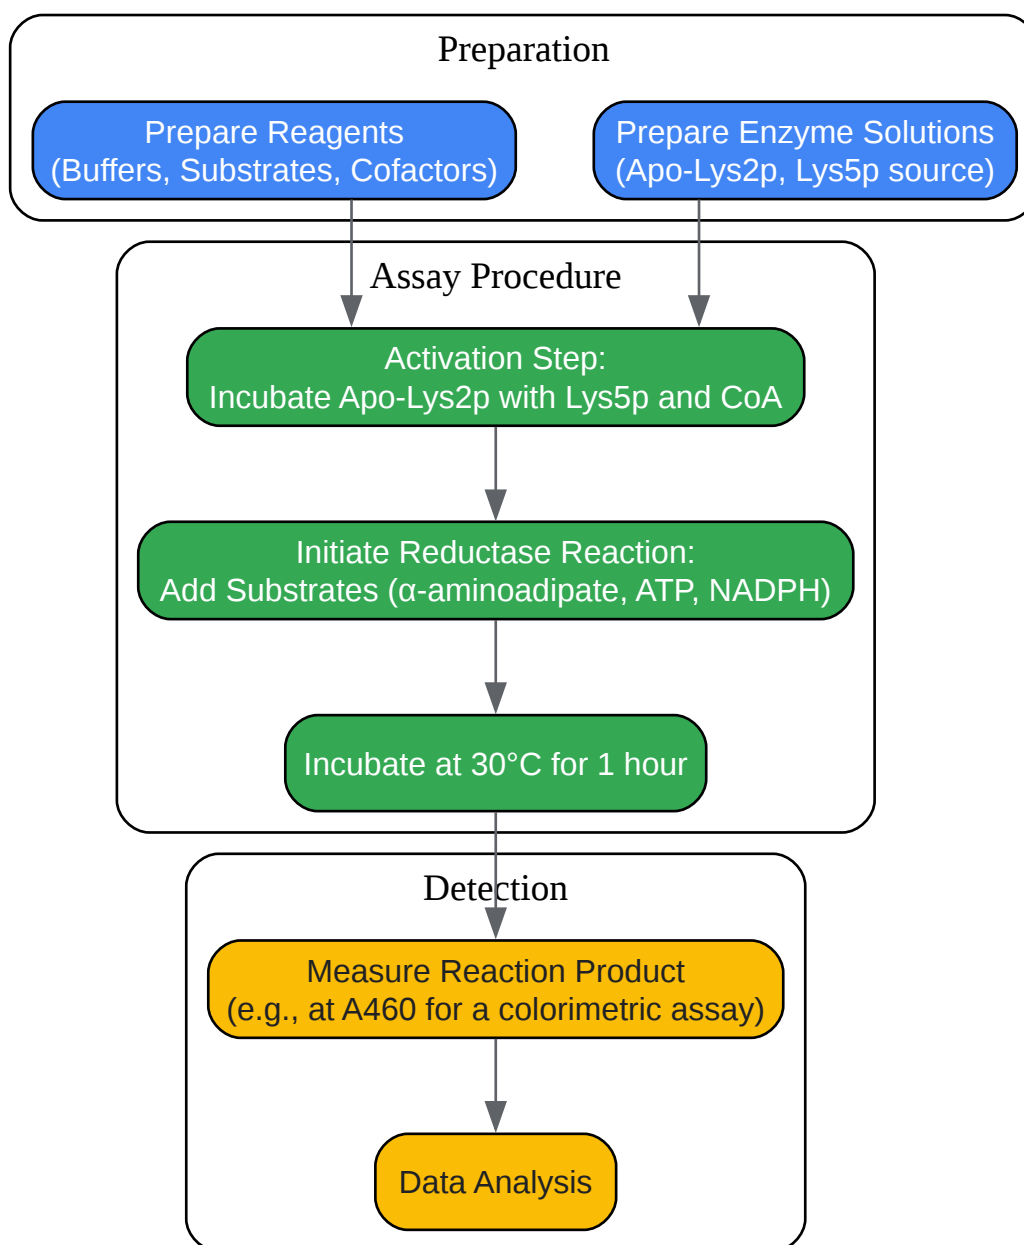 Preparation
Prepare Reagents
(Buffers, Substrates, Cofactors)
Prepare Enzyme Solutions
(Apo-Lys2p, Lys5p source)
Assay Procedure
Activation Step:
Incubate Apo-Lys2p with Lys5p and CoA
Initiate Reductase Reaction:
Add Substrates (α-aminoadipate, ATP, NADPH)
Incubate at 30°C for 1 hour
Detection
Measure Reaction Product
(e.g., at A460 for a colorimetric assay)
Data Analysis